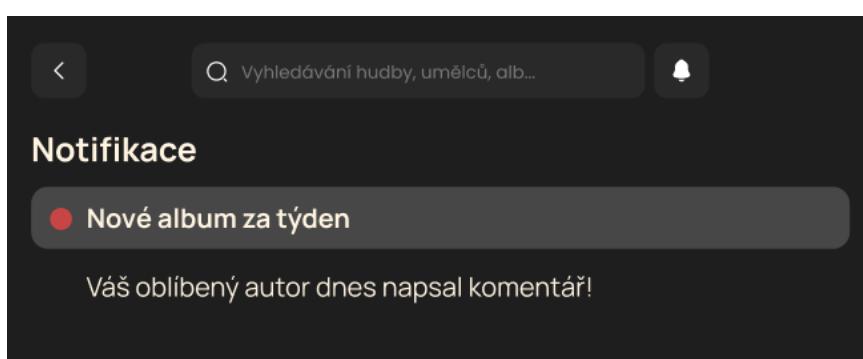 Vyhledávání hudby, umělců, alb...
Notifikace
Nové album za týden
Váš oblíbený autor dnes napsal komentář!